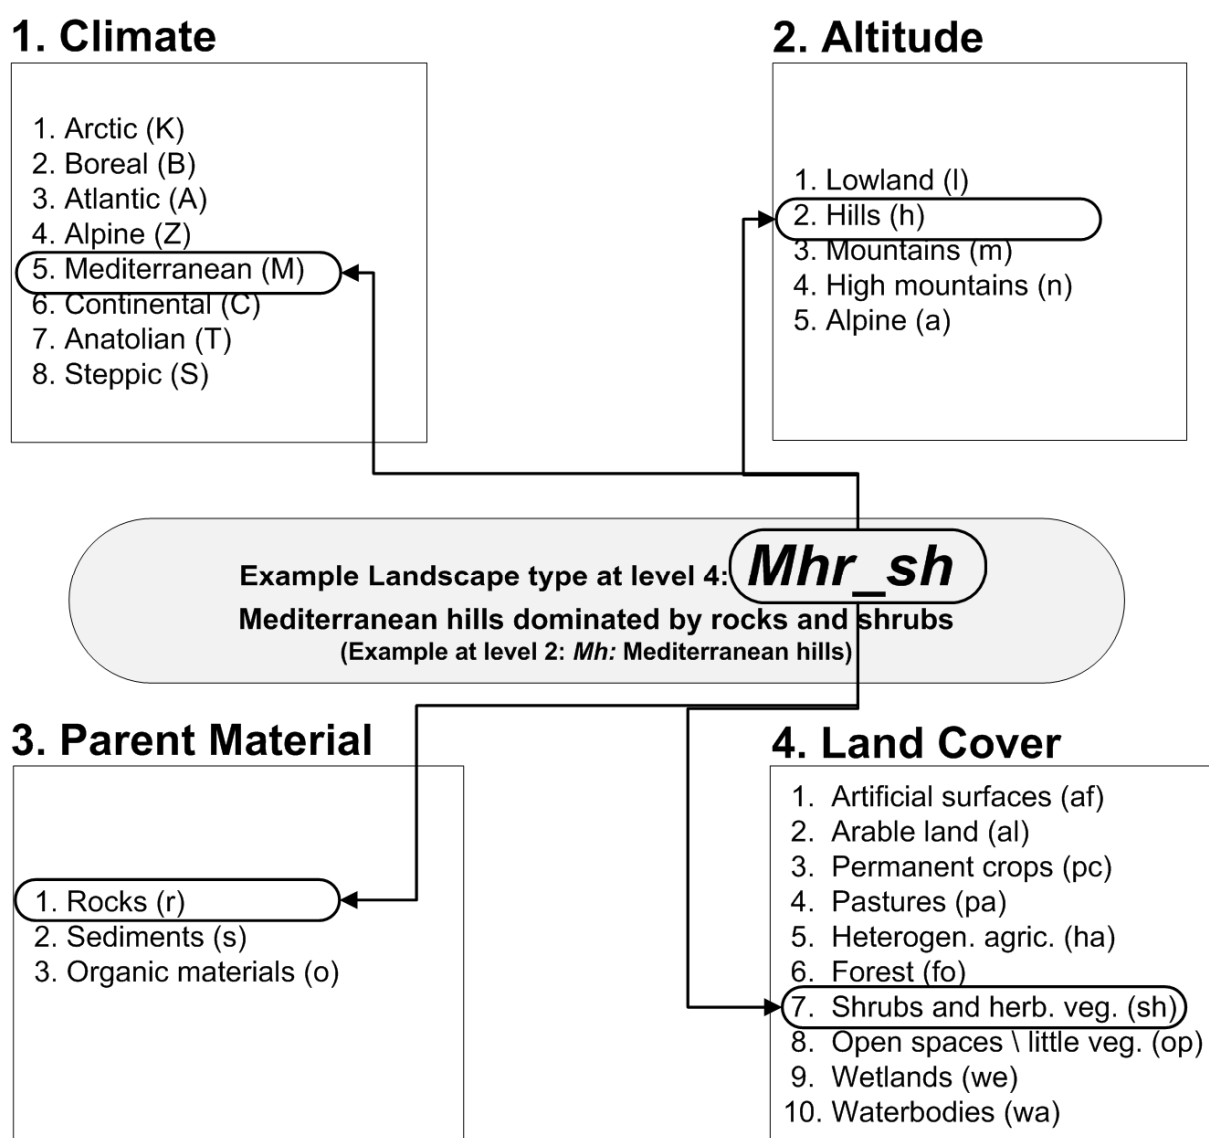 1. Climate
1. Arctic (K)
2. Boreal (B)
3. Atlantic (A)
4. Alpine (Z)
5. Mediterranean (M)
6. Continental (C)
7. Anatolian (T)
8. Steppic (S)
2. Altitude
1. Lowland (l)
2. Hills (h)
3. Mountains (m)
4. High mountains (n)
5. Alpine (a)
Example Landscape type at level 4: Mhr_sh
Mediterranean hills dominated by rocks and shrubs
(Example at level 2: Mh: Mediterranean hills)
3. Parent Material
1. Rocks (r)
2. Sediments (s)
3. Organic materials (o)
4. Land Cover
1. Artificial surfaces (af)
2. Arable land (al)
3. Permanent crops (pc)
4. Pastures (pa)
5. Heterogen. agric. (ha)
6. Forest (fo)
7. Shrubs and herb. veg. (sh)
8. Open spaces \ little veg. (op)
9. Wetlands (we)
10. Waterbodies (wa)